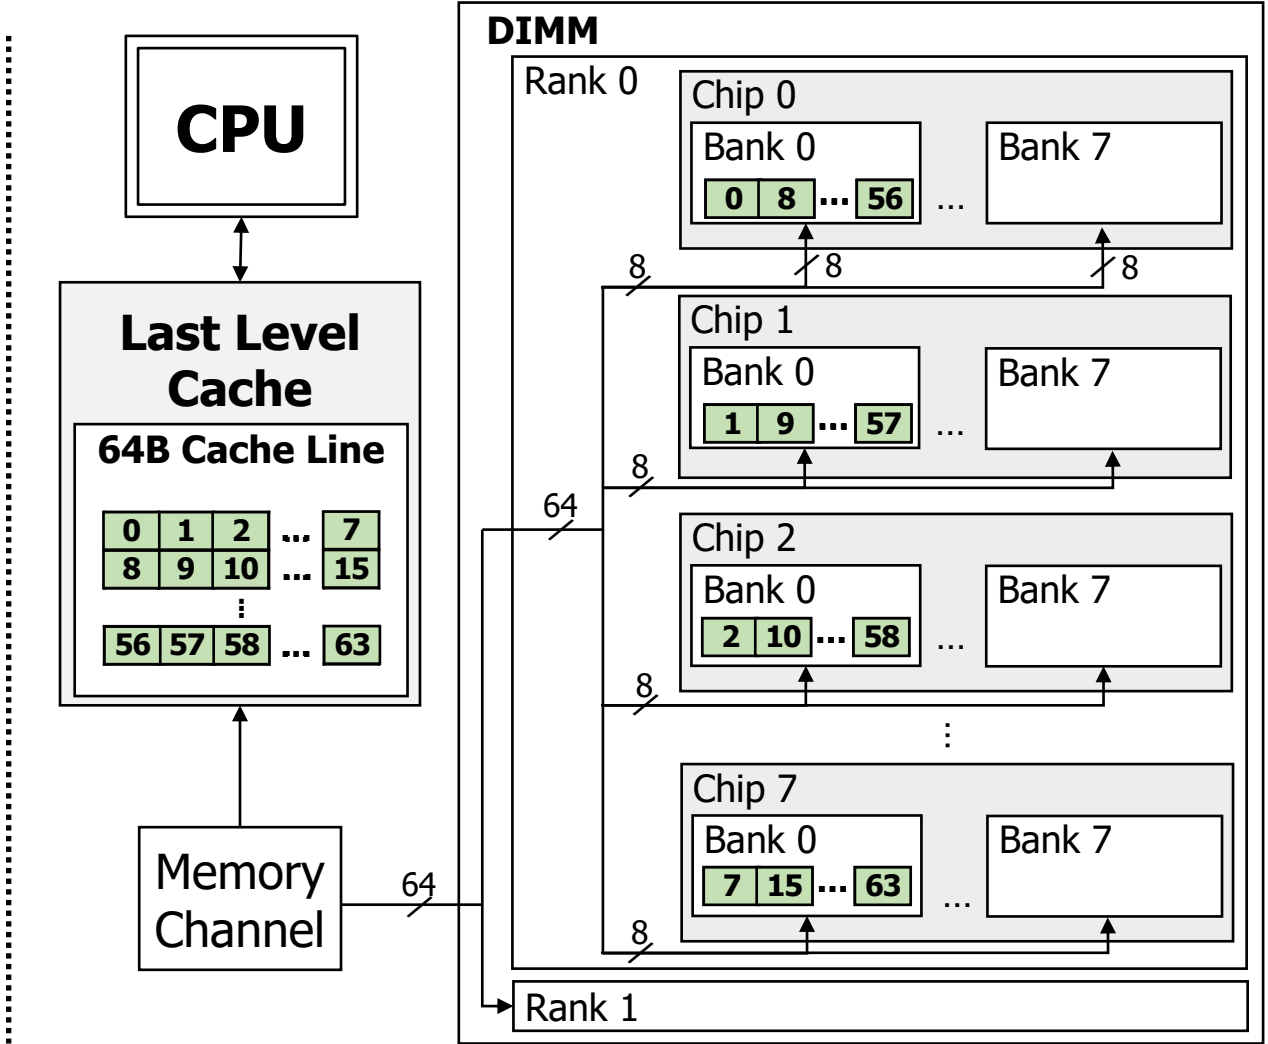 CPU
Last Level
Cache
64B Cache Line
0 1 2 ... 7
8 9 10 ... 15
⋮
56 57 58 ... 63
Memory
Channel
64
DIMM
Rank 0
64
Chip 0
Bank 0
0 8 ... 56
...
Bank 7
8
8
8
Chip 1
Bank 0
1 9 ... 57
...
Bank 7
8
Chip 2
Bank 0
2 10 ... 58
...
Bank 7
8
⋮
Chip 7
Bank 0
7 15 ... 63
...
Bank 7
8
Rank 1